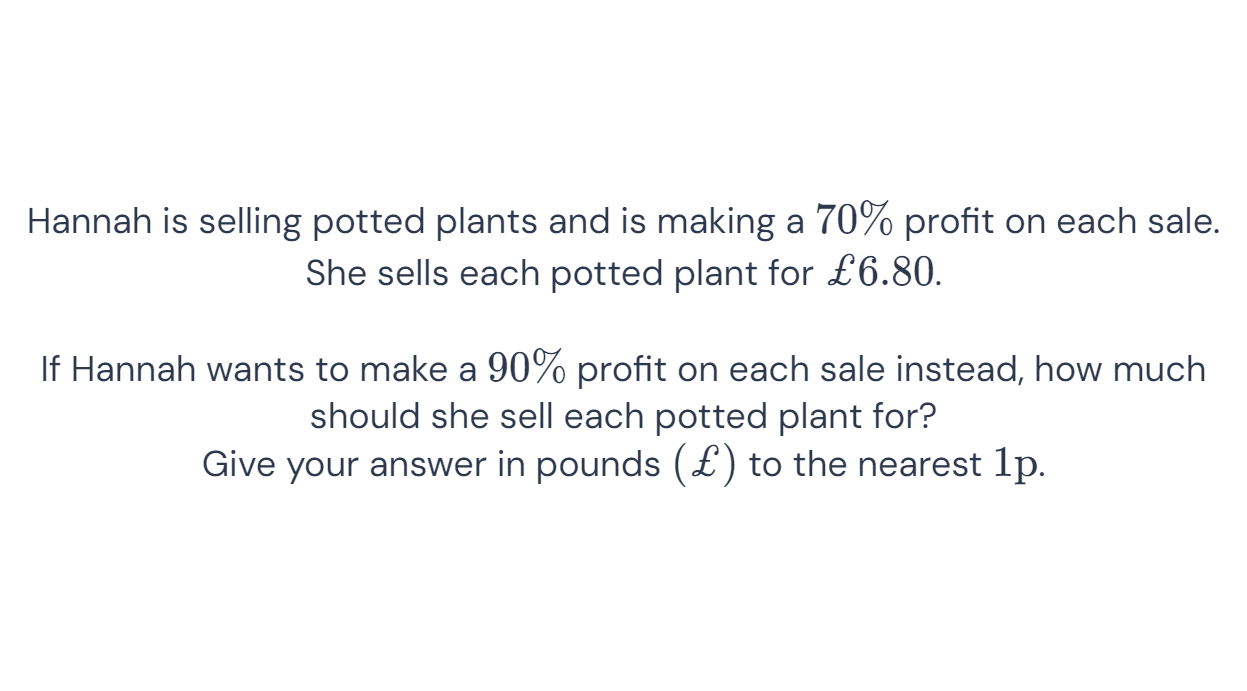 Hannah is selling potted plants and is making a 70% profit on each sale.
She sells each potted plant for £6.80.
If Hannah wants to make a 90% profit on each sale instead, how much
should she sell each potted plant for?
Give your answer in pounds (£) to the nearest 1p.